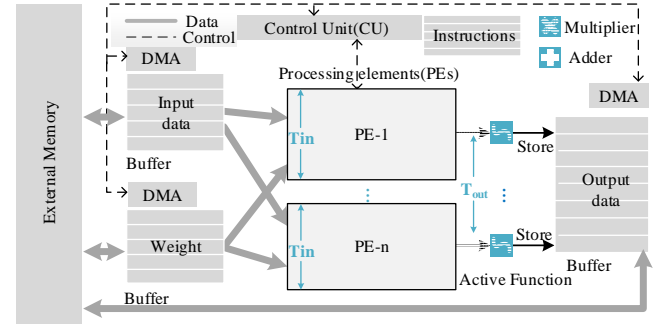 Data
Control
Control Unit(CU)
Instructions
Multiplier
Adder
DMA
Processing elements(PEs)
DMA
Input
data
Buffer
External Memory
Tin
PE-1
Store
Tout
Output
data
DMA
Weight
Tin
PE-n
Store
Buffer
Active Function
Buffer